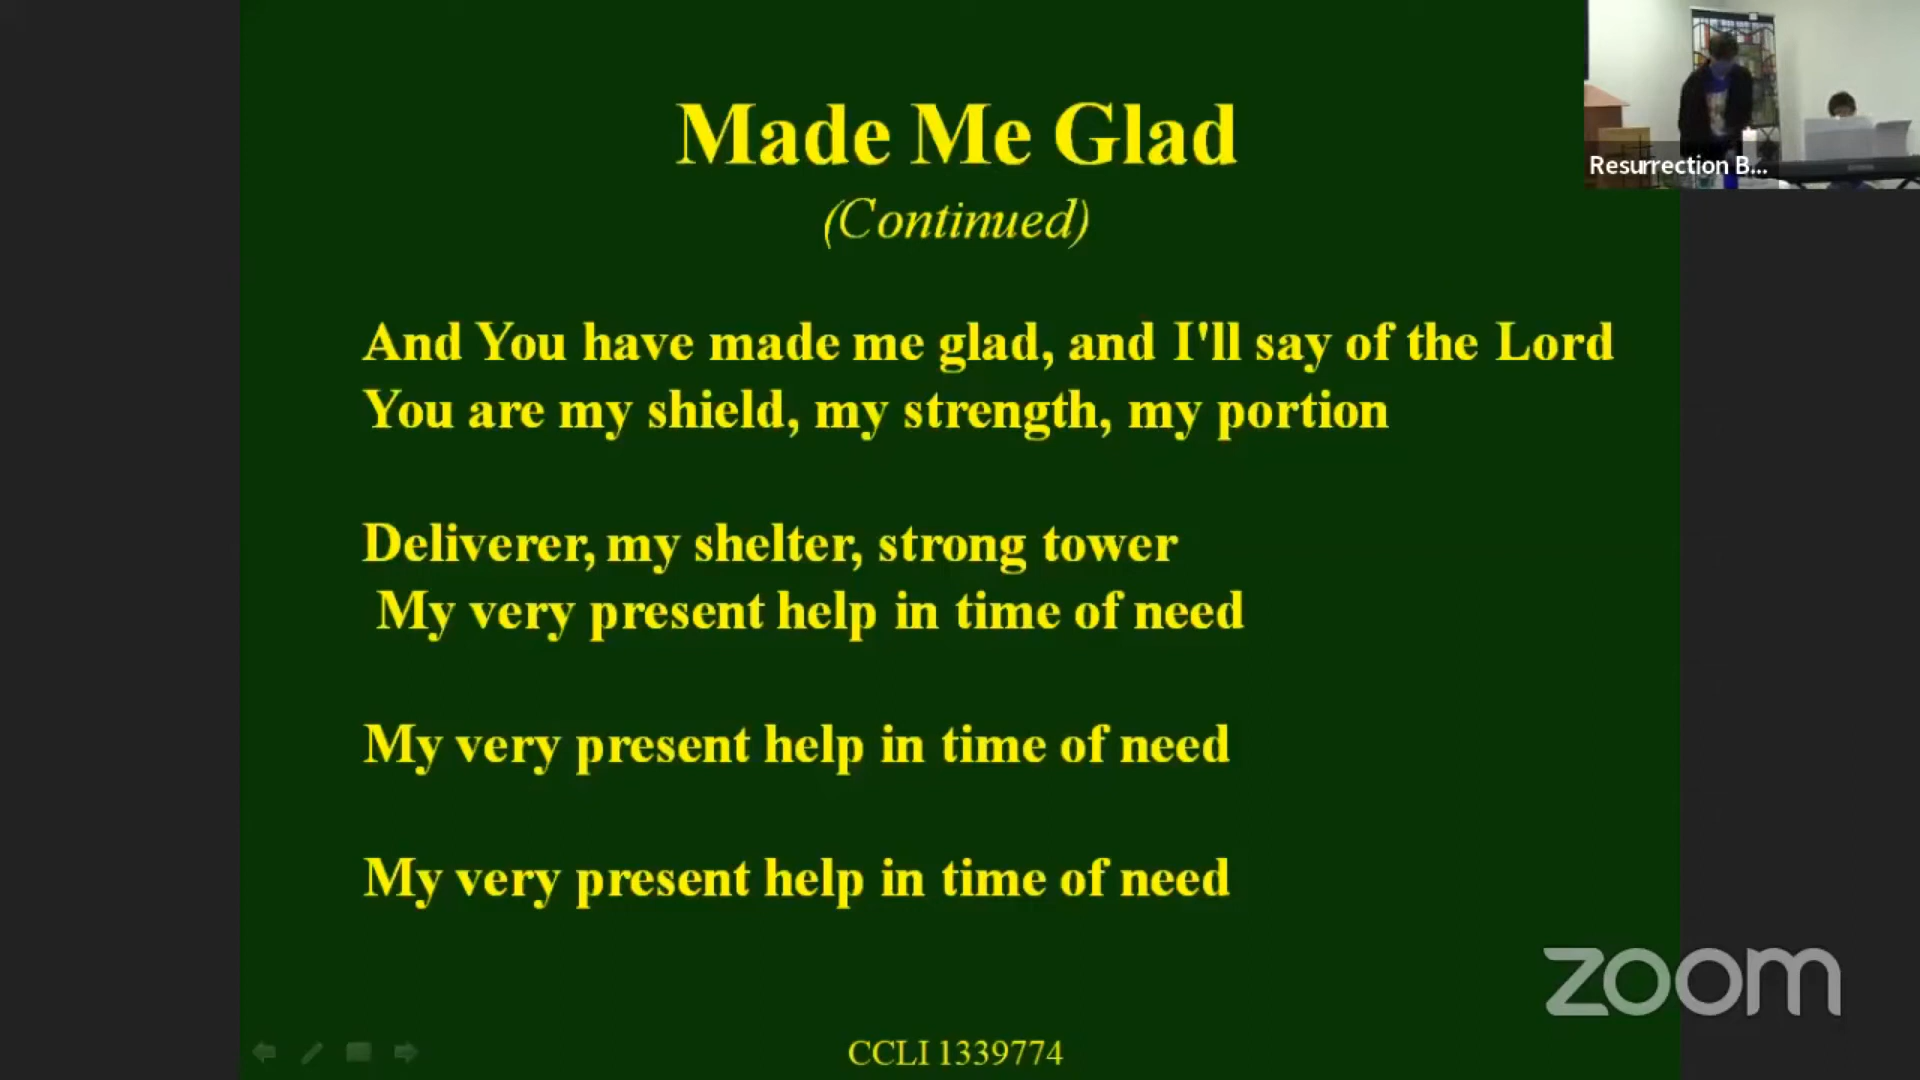 Made Me Glad
(Continued)
And You have made me glad, and I'll say of the Lord
You are my shield, my strength, my portion
Deliverer, my shelter, strong tower
My very present help in time of need
My very present help in time of need
My very present help in time of need
CCLI 1339774
Resurrection B...
zoom